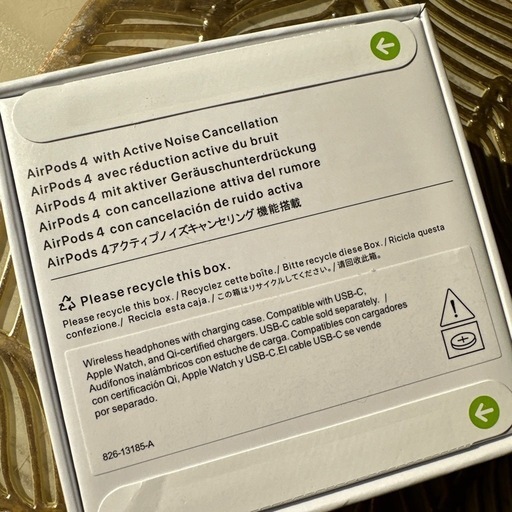 AirPods 4 with Active Noise Cancellation
AirPods 4 avec réduction active du bruit
AirPods 4 mit aktiver Geräuschunterdrückung
AirPods 4 con cancellazione attiva del rumore
AirPods 4 con cancelación de ruido activa
AirPods 4アクティブノイズキャンセリング機能搭載
Please recycle this box.
Please recycle this box. / Recyclez cette boîte. / Bitte recycle diese Box. / Ricicla questa
confezione. / Recicla esta caja. / この箱はリサイクルしてください。/ 请回收此箱。
Wireless headphones with charging case. Compatible with USB-C,
Apple Watch, and Qi-certified chargers. USB-C cable sold separately. /
Audífonos inalámbricos con estuche de carga. Compatibles con cargadores
con certificación Qi, Apple Watch y USB-C. El cable USB-C se vende
por separado.
826-13185-A